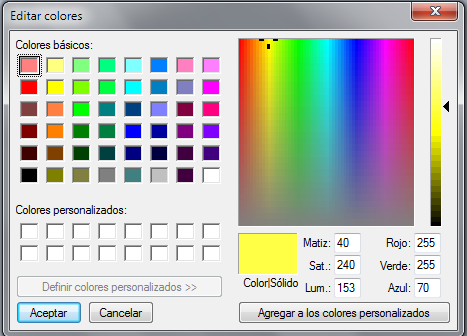 Editar colores
Colores básicos:
Colores personalizados:
Definir colores personalizados >>
Aceptar
Cancelar
Color|Sólido
Matiz: 40
Sat.: 240
Lum.: 153
Rojo: 255
Verde: 255
Azul: 70
Agregar a los colores personalizados